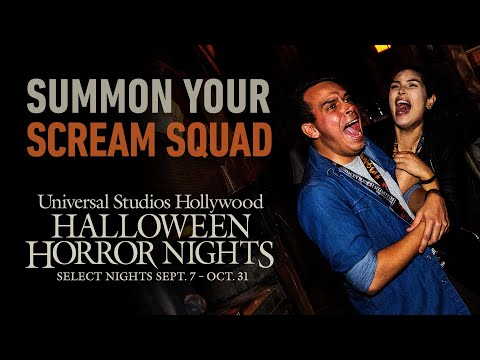 SUMMON YOUR
SCREAM SQUAD
Universal Studios Hollywood
HALLOWEEN
HORROR NIGHTS
SELECT NIGHTS SEPT. 7 – OCT. 31